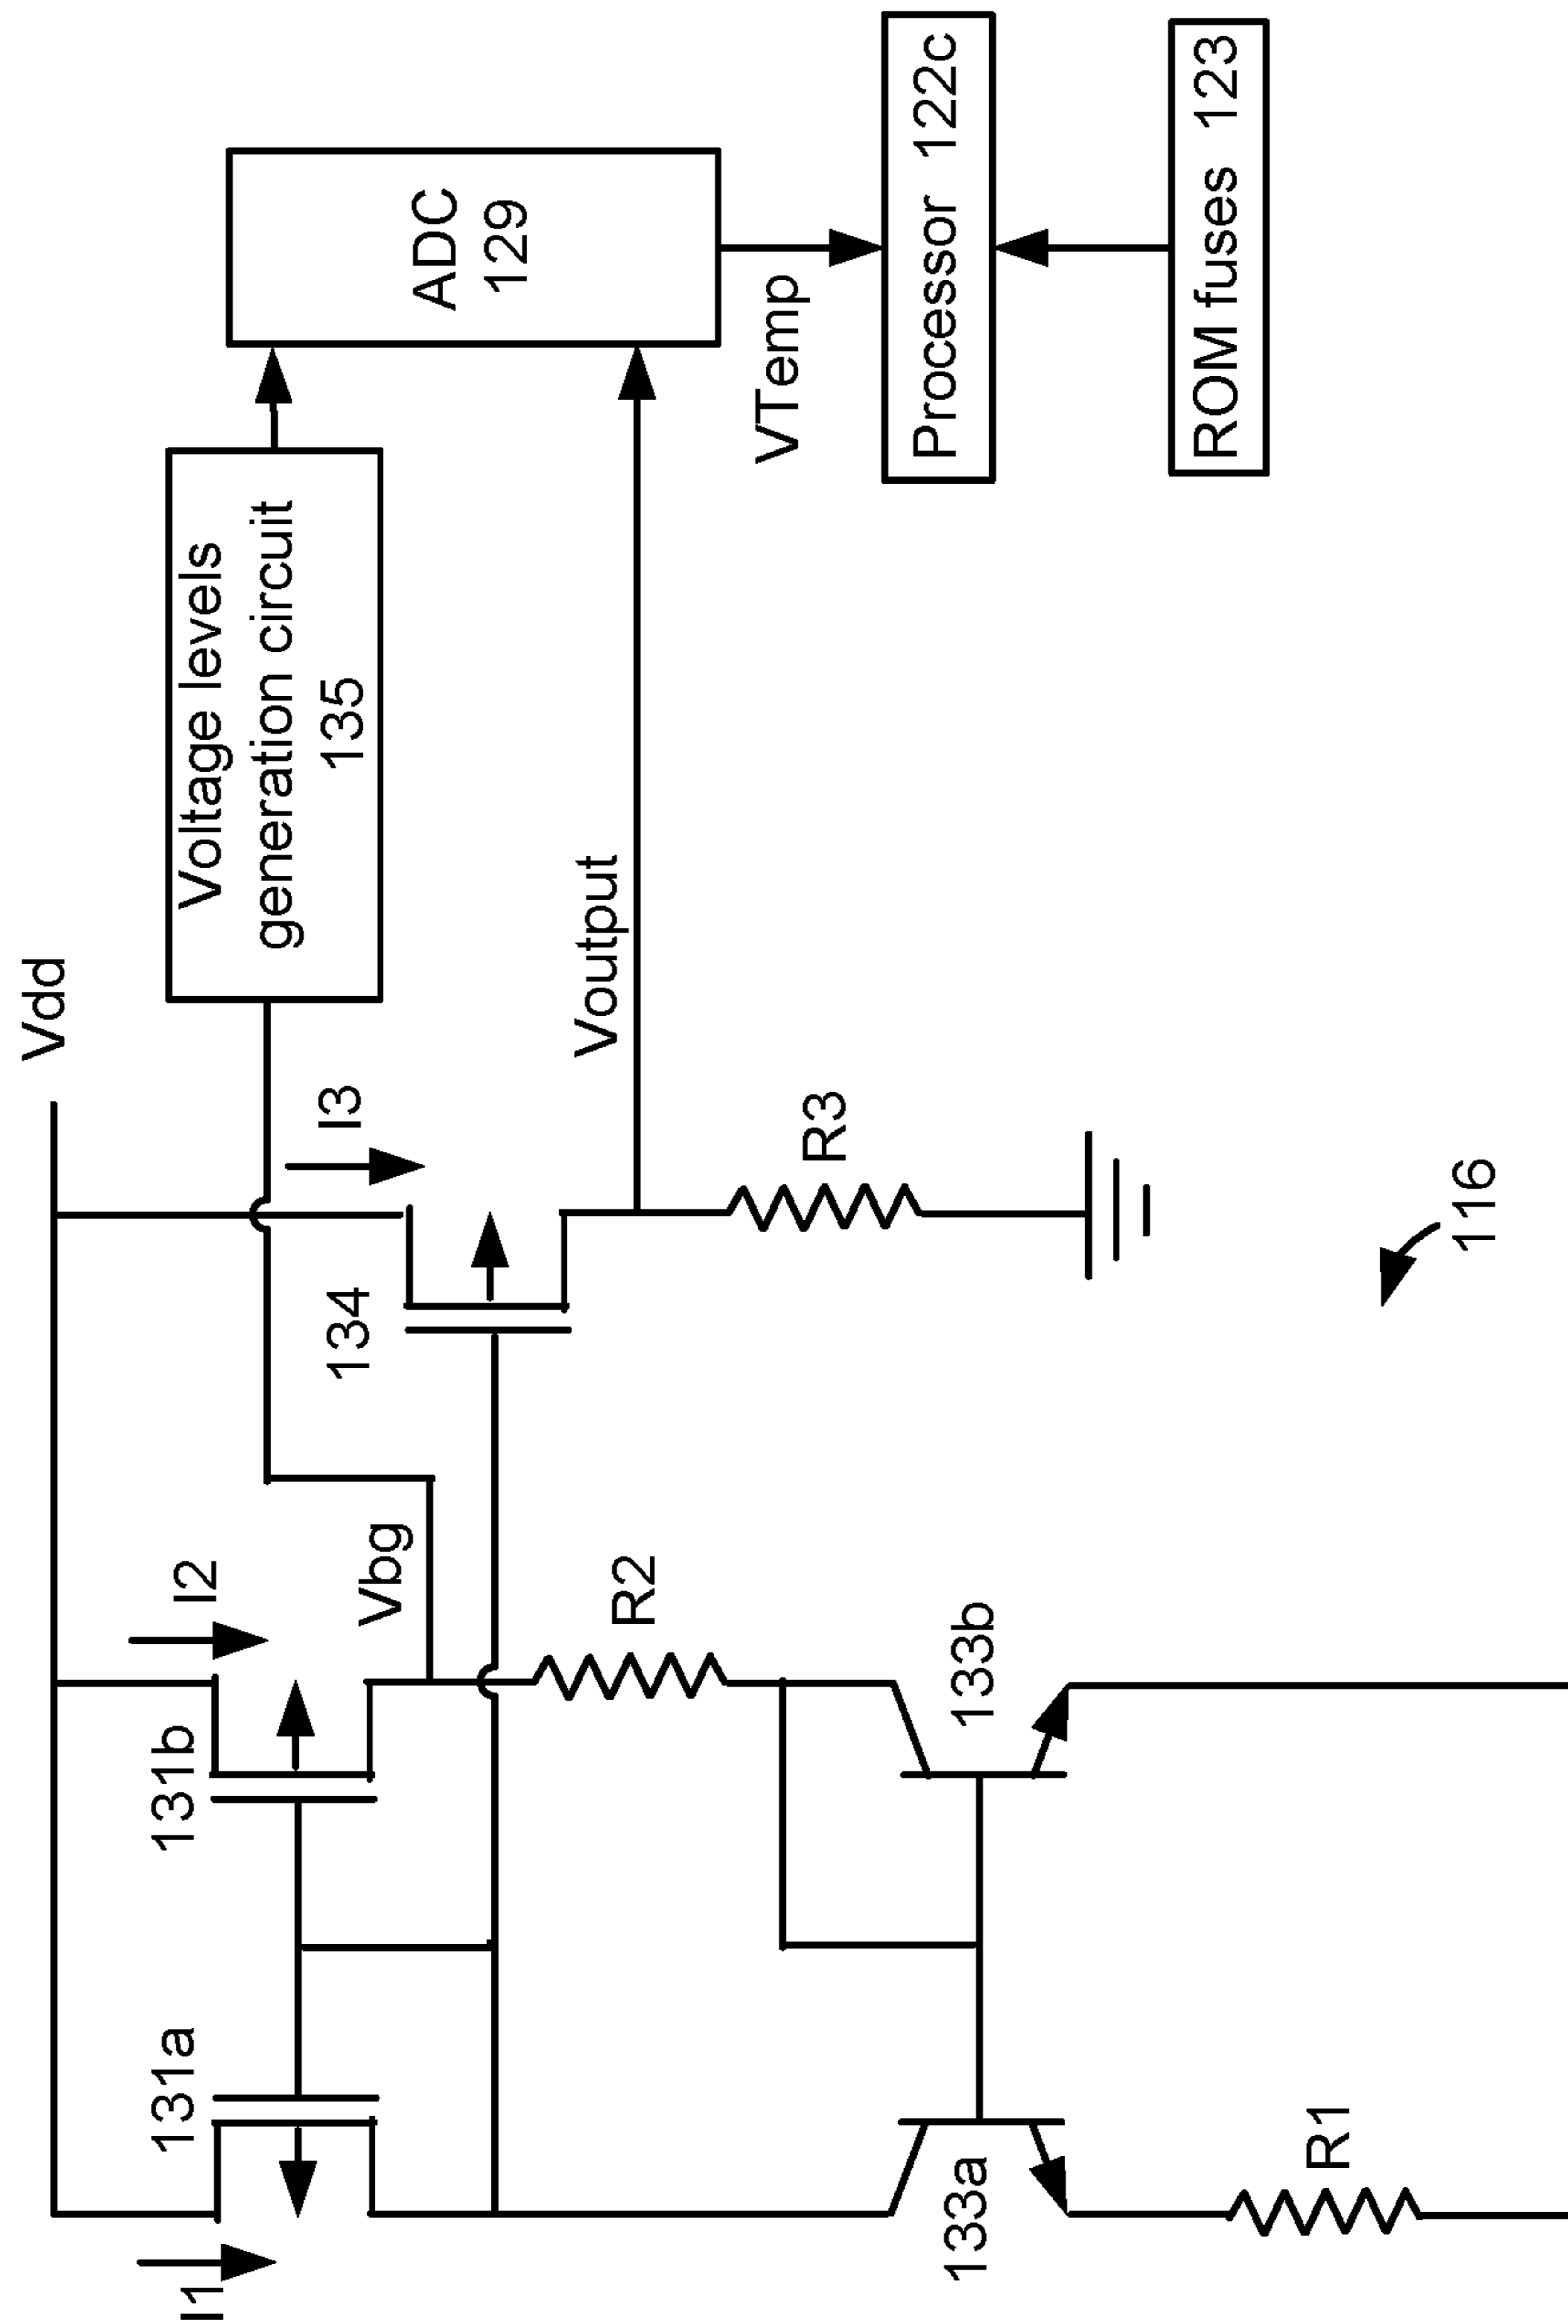 Vdd
I1
131a
131b
I2
Vbg
134
I3
Voltage levels
generation circuit
135
ADC
129
Voutput
R2
R3
VTemp
133a
133b
Processor 122c
R1
116
ROM fuses 123